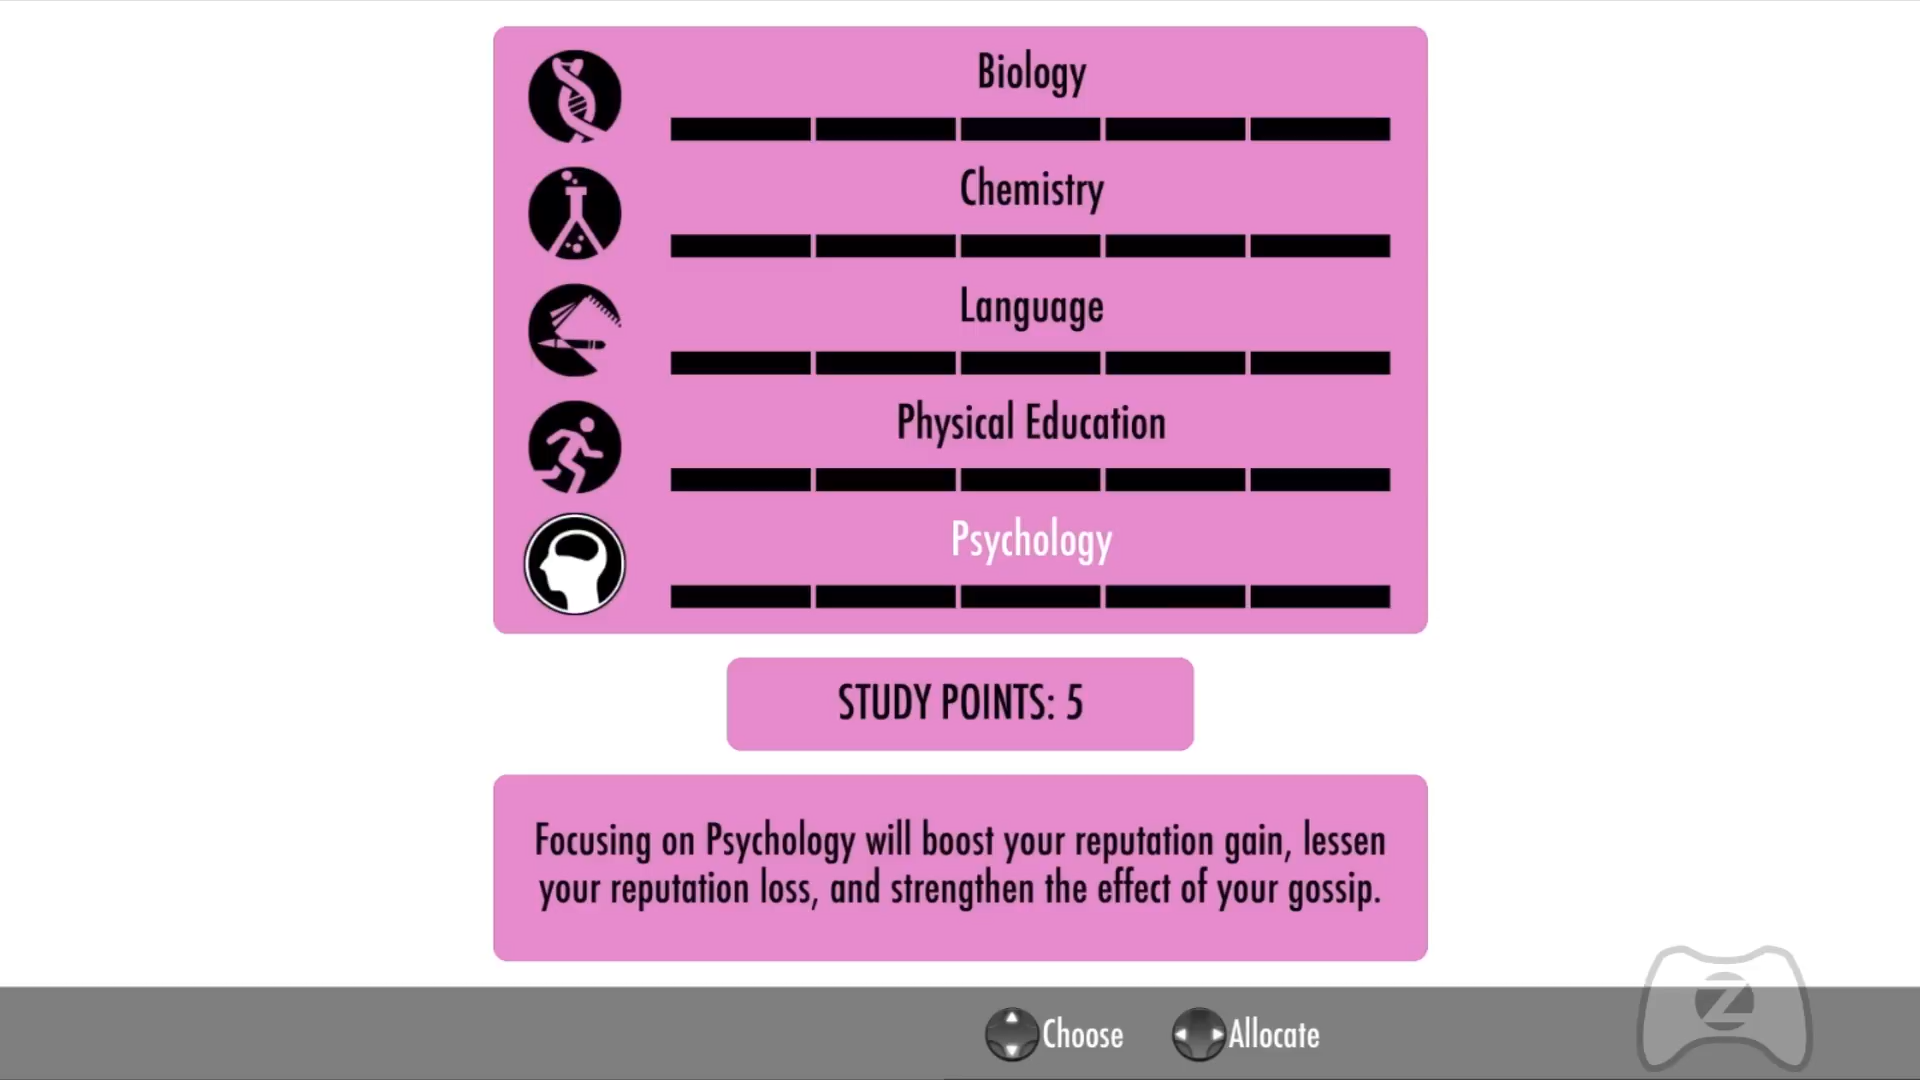 Biology
Chemistry
Language
Physical Education
Psychology
STUDY POINTS: 5
Focusing on Psychology will boost your reputation gain, lessen
your reputation loss, and strengthen the effect of your gossip.
Choose
Allocate
Z